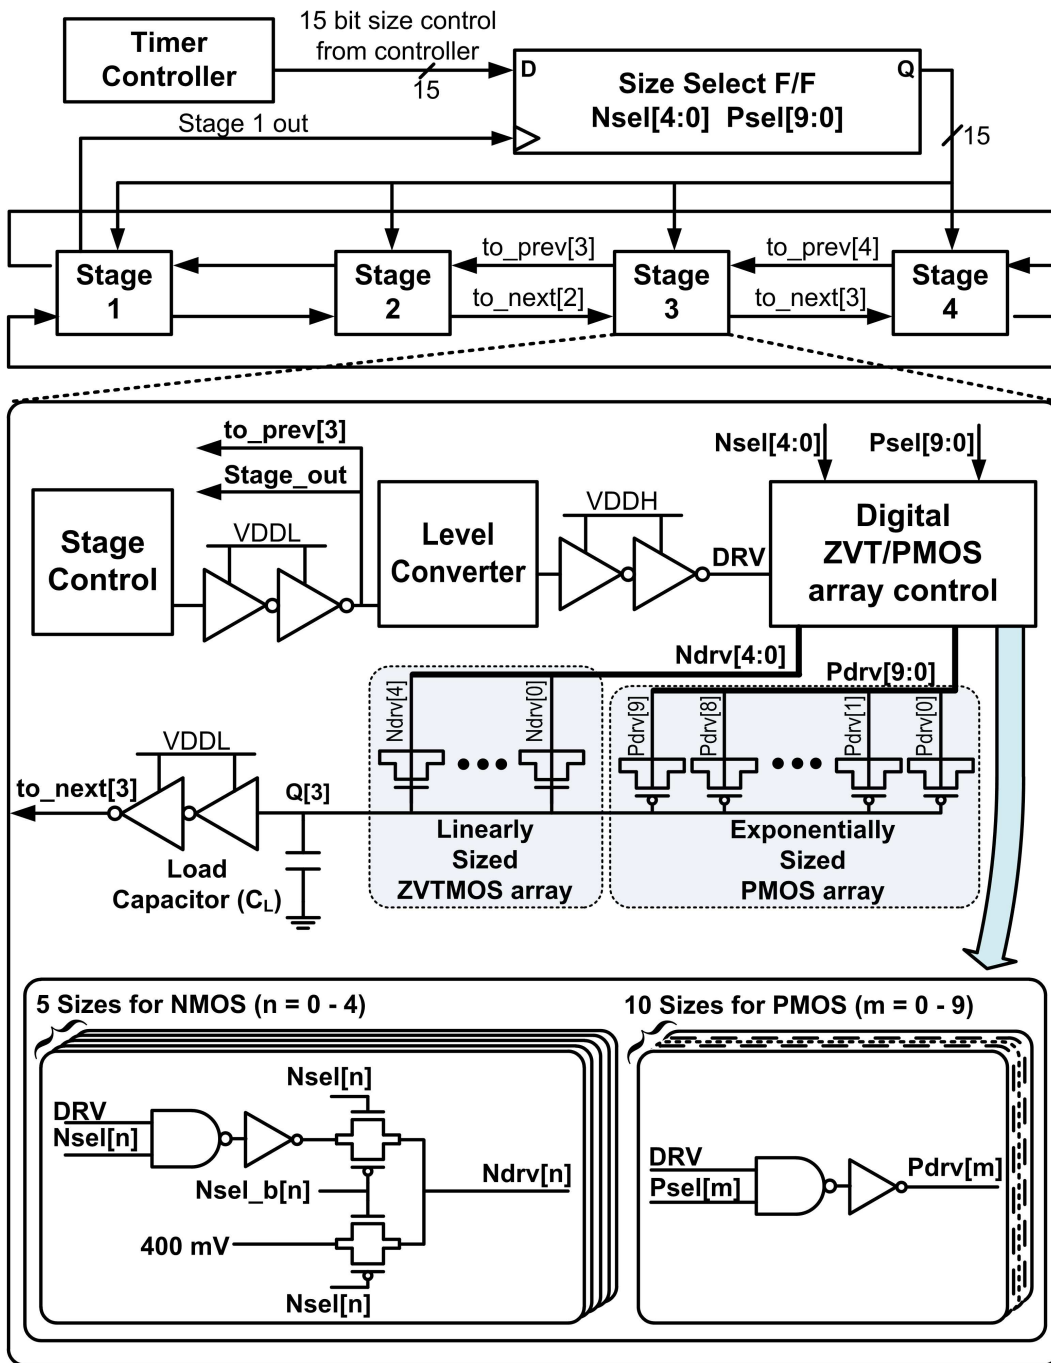 Timer
Controller
15 bit size control
from controller
15
D
Q
Size Select F/F
Nsel[4:0] Psel[9:0]
15
Stage 1 out
Stage
1
Stage
2
Stage
3
Stage
4
to_prev[3]
to_next[2]
to_prev[4]
to_next[3]
to_prev[3]
Stage_out
Nsel[4:0]
Psel[9:0]
Stage
Control
VDDL
Level
Converter
VDDH
DRV
Digital
ZVT/PMOS
array control
Ndrv[4:0]
Pdrv[9:0]
Ndrv[4]
Ndrv[0]
Pdrv[9]
Pdrv[8]
Pdrv[1]
Pdrv[0]
VDDL
to_next[3]
Q[3]
Load
Capacitor (CL)
Linearly
Sized
ZVTMOS array
Exponentially
Sized
PMOS array
5 Sizes for NMOS (n = 0 - 4)
10 Sizes for PMOS (m = 0 - 9)
Nsel[n]
DRV
Nsel[n]
Nsel_b[n]
Ndrv[n]
400 mV
Nsel[n]
DRV
Psel[m]
Pdrv[m]